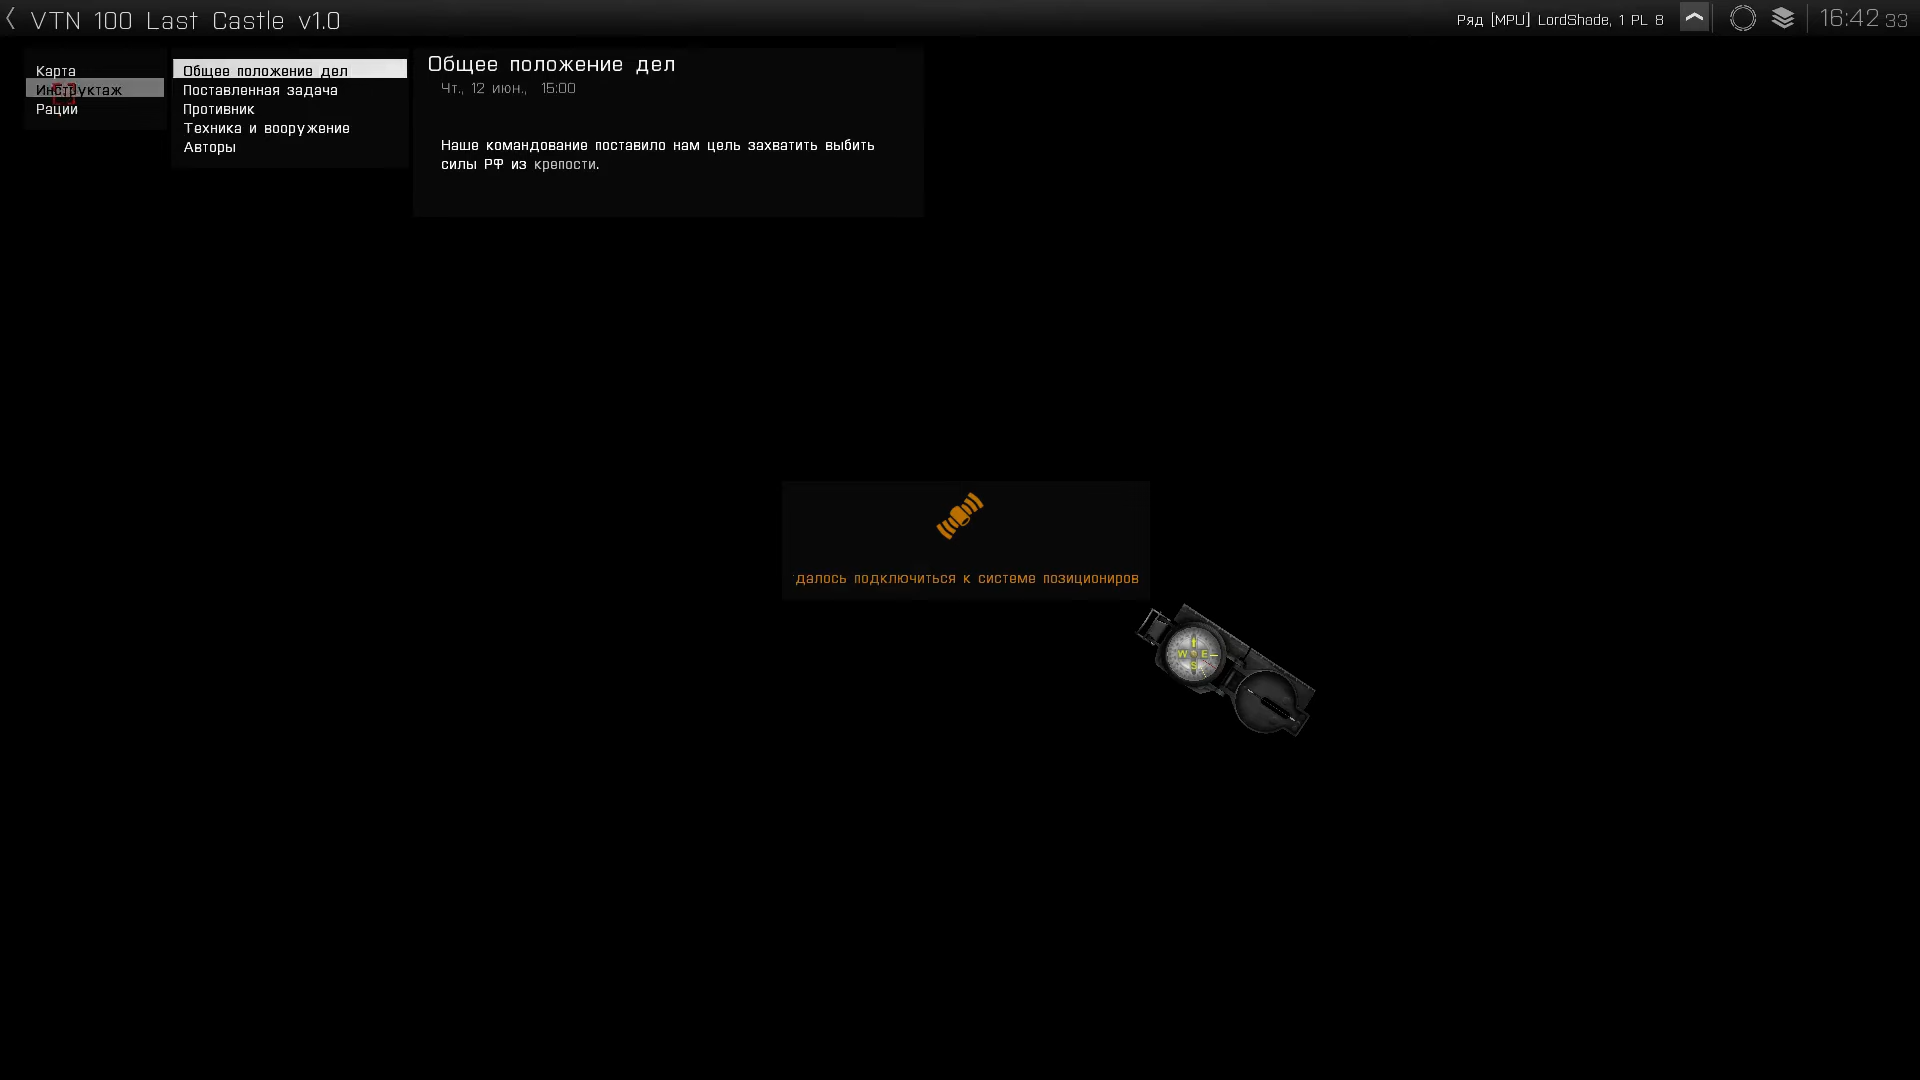 VTN 100 Last Castle v1.0
Ряд [MPU] LordShade, 1 PL 8
16:42 33
Карта
Инструктаж
Рации
Общее положение дел
Поставленная задача
Противник
Техника и вооружение
Авторы
Общее положение дел
Чт., 12 июн., 15:00
Наше командование поставило нам цель захватить выбить
силы РФ из крепости.
далось подключиться к системе позициониров
W E
S